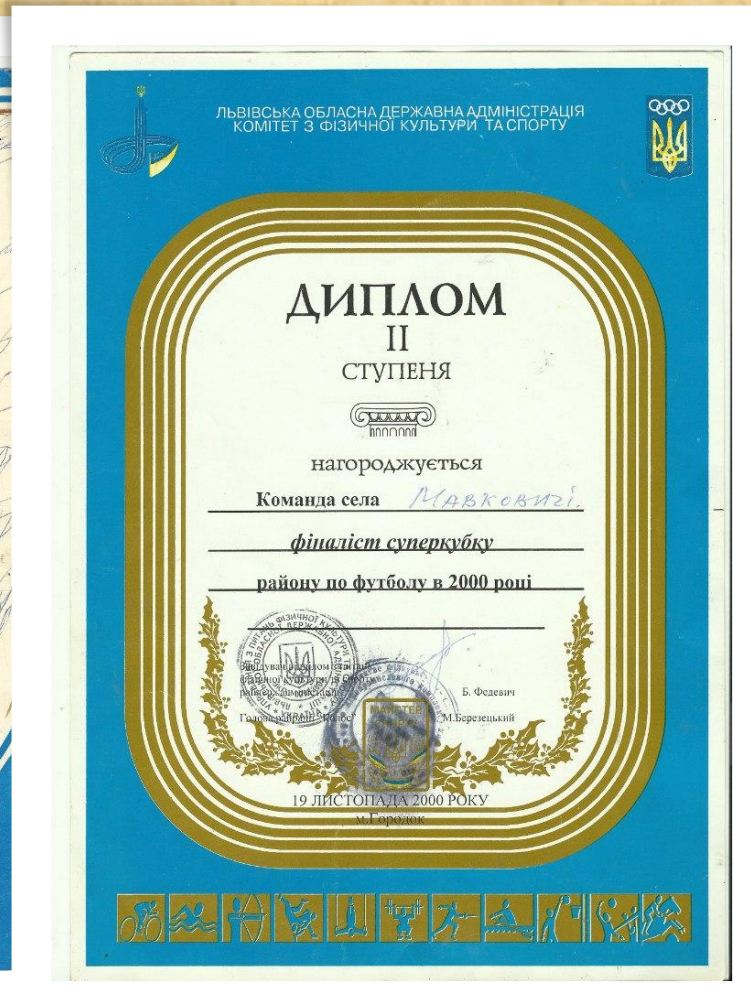 ЛЬВІВСЬКА ОБЛАСНА ДЕРЖАВНА АДМІНІСТРАЦІЯ
КОМІТЕТ З ФІЗИЧНОЇ КУЛЬТУРИ ТА СПОРТУ
ДИПЛОМ
II
СТУПЕНЯ
нагороджується
Команда села Мавковичі.
фіналіст суперкубку
району по футболу в 2000 році
Б. Федевич
М.Березецький
19 ЛИСТОПАДА 2000 РОКУ
м.Городок